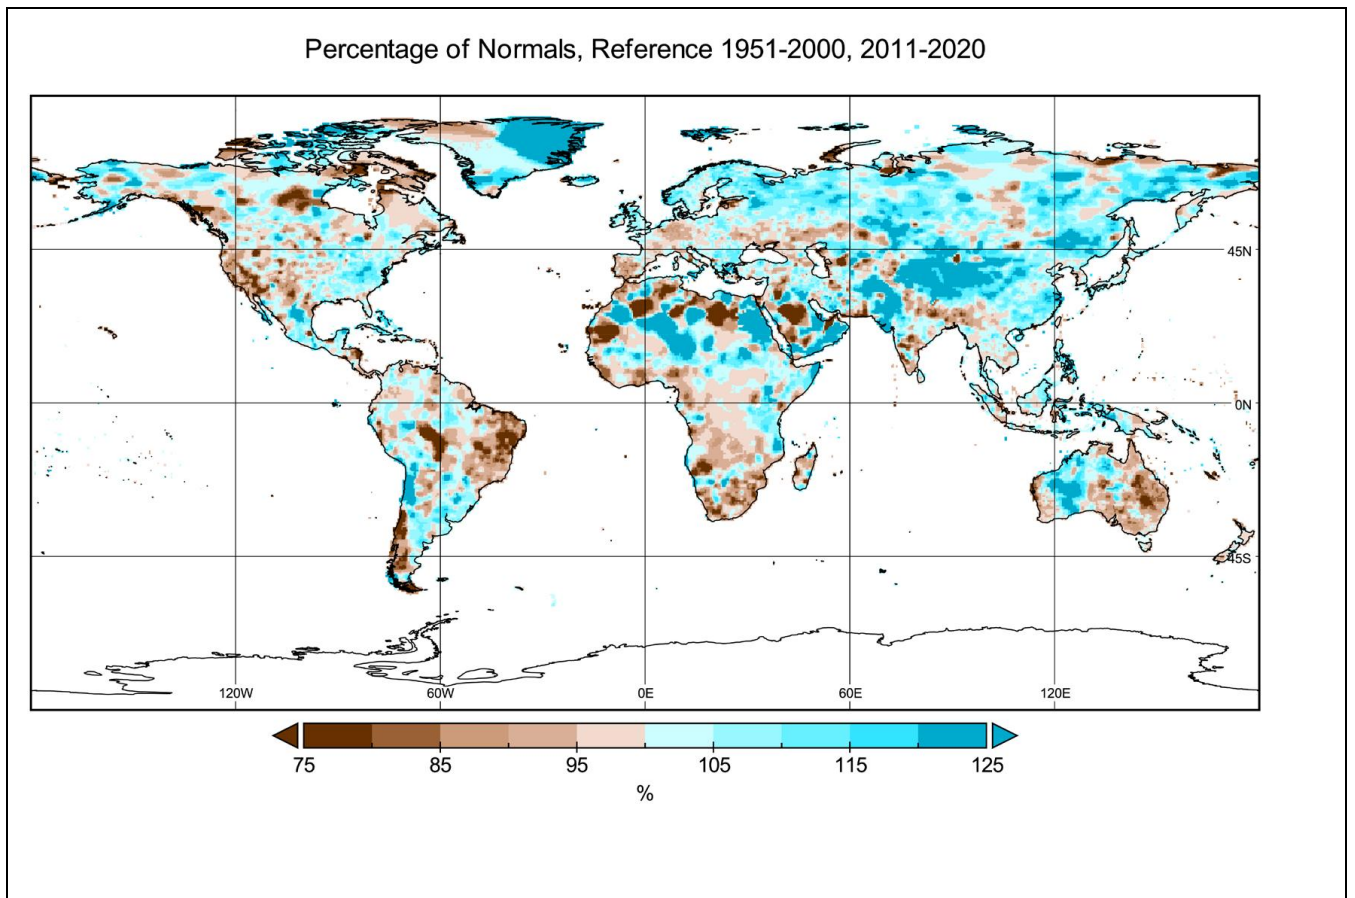 Percentage of Normals, Reference 1951-2000, 2011-2020
45N
0N
45S
120W 60W 0E 60E 120E
75 85 95 105 115 125
%